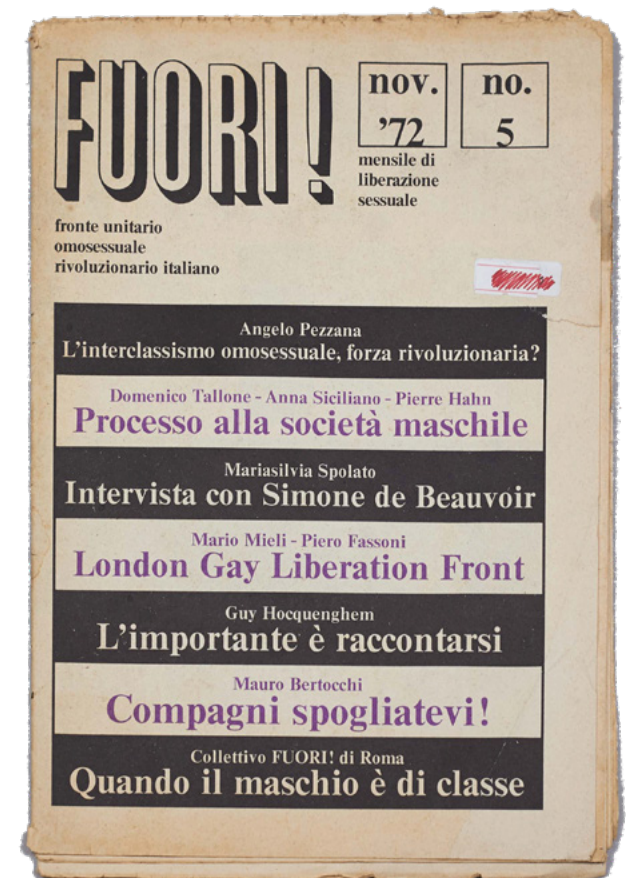 FUORI!
nov.
'72
no.
5
mensile di
liberazione
sessuale
fronte unitario
omosessuale
rivoluzionario italiano
Angelo Pezzana
L'interclassismo omosessuale, forza rivoluzionaria?
Domenico Tallone - Anna Siciliano - Pierre Hahn
Processo alla società maschile
Mariasilvia Spolato
Intervista con Simone de Beauvoir
Mario Mieli - Piero Fassoni
London Gay Liberation Front
Guy Hocquenghem
L'importante è raccontarsi
Mauro Bertocchi
Compagni spogliatevi!
Collettivo FUORI! di Roma
Quando il maschio è di classe